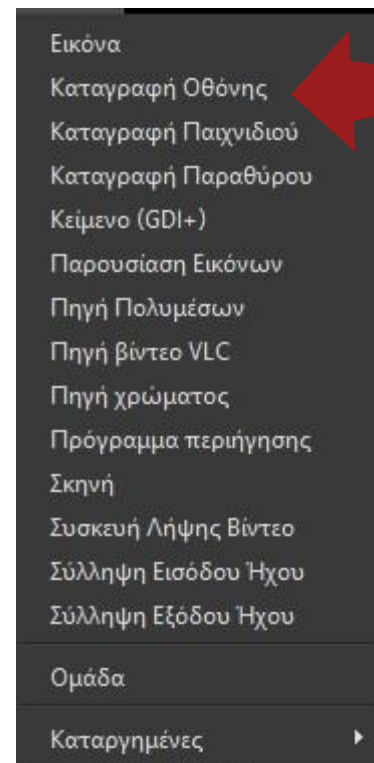 Εικόνα
Καταγραφή Οθόνης
Καταγραφή Παιχνιδιού
Καταγραφή Παραθύρου
Κείμενο (GDI+)
Παρουσίαση Εικόνων
Πηγή Πολυμέσων
Πηγή βίντεο VLC
Πηγή χρώματος
Πρόγραμμα περιήγησης
Σκηνή
Συσκευή Λήψης Βίντεο
Σύλληψη Εισόδου Ήχου
Σύλληψη Εξόδου Ήχου
Ομάδα
Καταργημένες